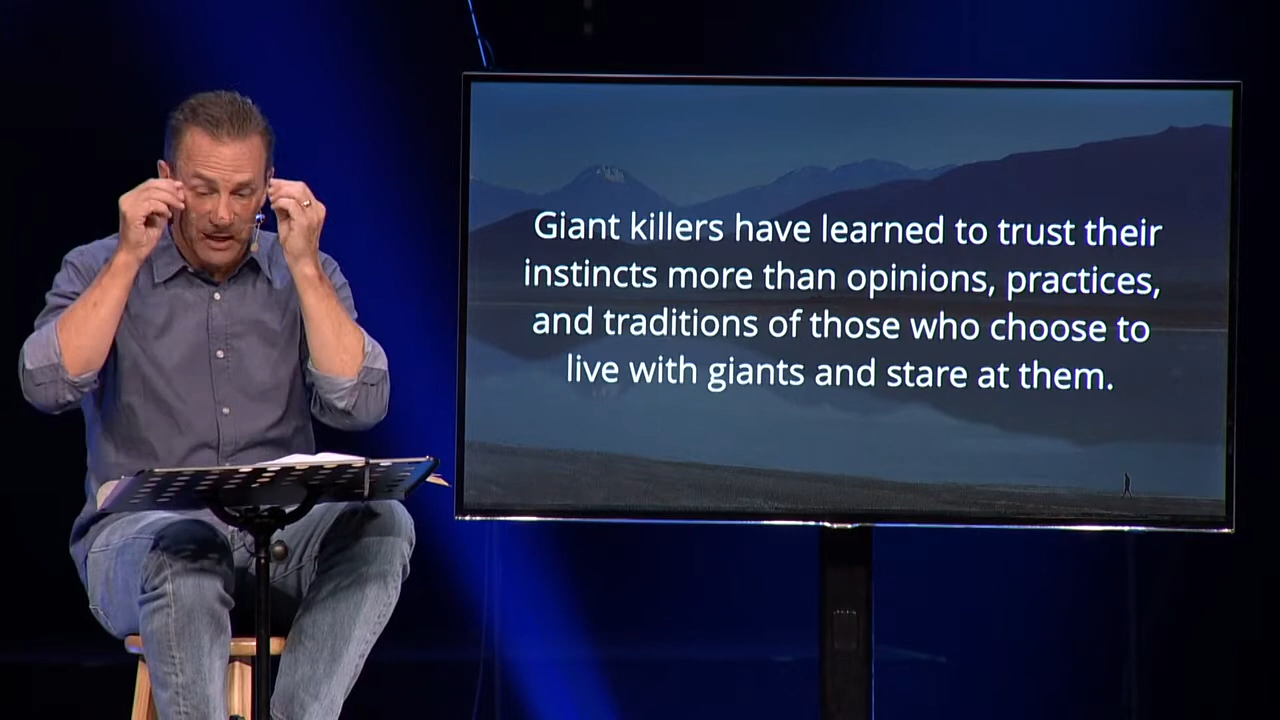 Giant killers have learned to trust their
instincts more than opinions, practices,
and traditions of those who choose to
live with giants and stare at them.